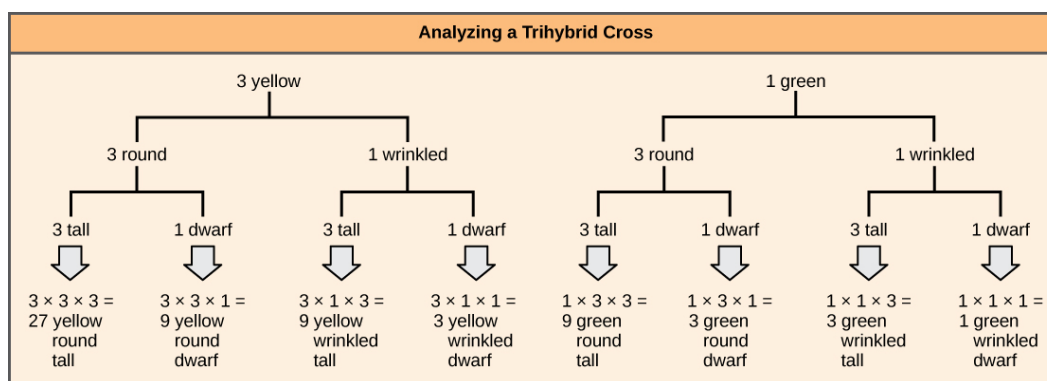 Analyzing a Trihybrid Cross
3 yellow
1 green
3 round
1 wrinkled
3 round
1 wrinkled
3 tall
1 dwarf
3 tall
1 dwarf
3 tall
1 dwarf
3 tall
1 dwarf
3 × 3 × 3 =
27 yellow
round
tall
3 × 3 × 1 =
9 yellow
round
dwarf
3 × 1 × 3 =
9 yellow
wrinkled
tall
3 × 1 × 1 =
3 yellow
wrinkled
dwarf
1 × 3 × 3 =
9 green
round
tall
1 × 3 × 1 =
3 green
round
dwarf
1 × 1 × 3 =
3 green
wrinkled
tall
1 × 1 × 1 =
1 green
wrinkled
dwarf